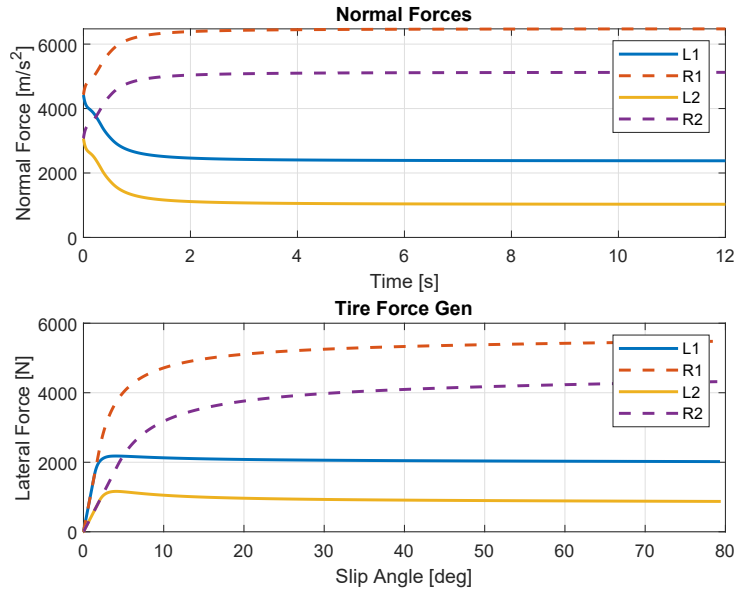 Normal Forces
Normal Force [m/s²]
6000
4000
2000
0
L1
R1
L2
R2
0 2 4 6 8 10 12
Time [s]
Tire Force Gen
Lateral Force [N]
6000
4000
2000
0
L1
R1
L2
R2
0 10 20 30 40 50 60 70 80
Slip Angle [deg]